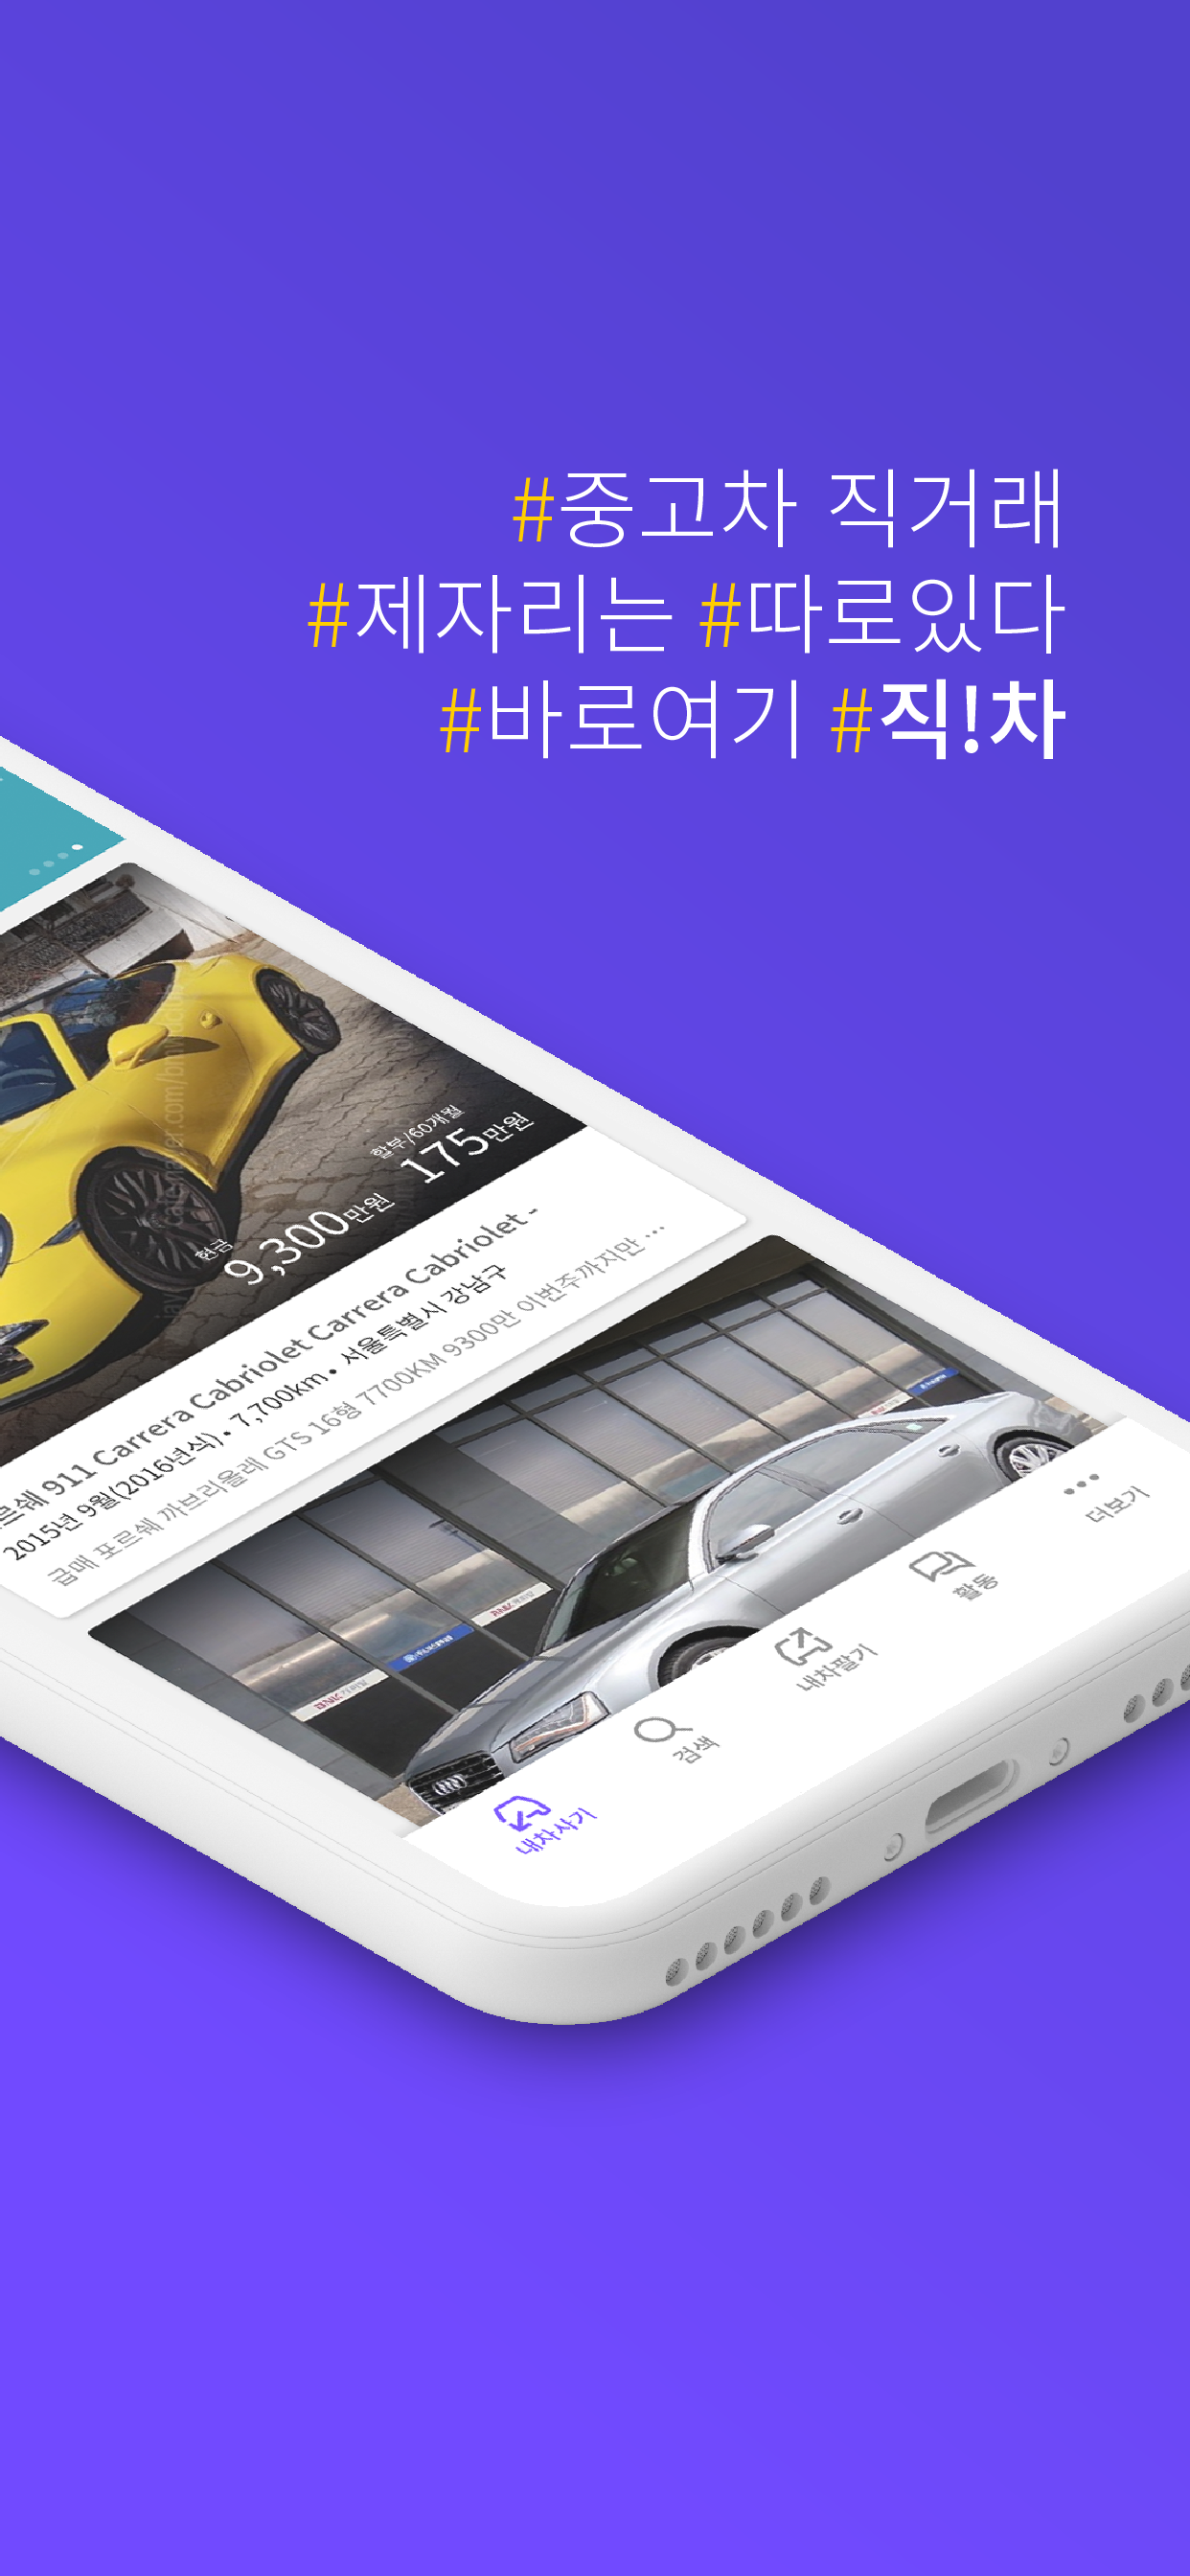 #중고차 직거래
#제자리는 #따로있다
#바로여기 #직!차
할부/60개월
175만원
현금
9,300만원
포르쉐 911 Carrera Cabriolet Carrera Cabriolet -
2015년 9월(2016년식) • 7,700km • 서울특별시 강남구
급매 포르쉐 까브리올레 GTS 16형 7700KM 9300만 이번주까지만 ...
내차사기
검색
내차팔기
활동
더보기